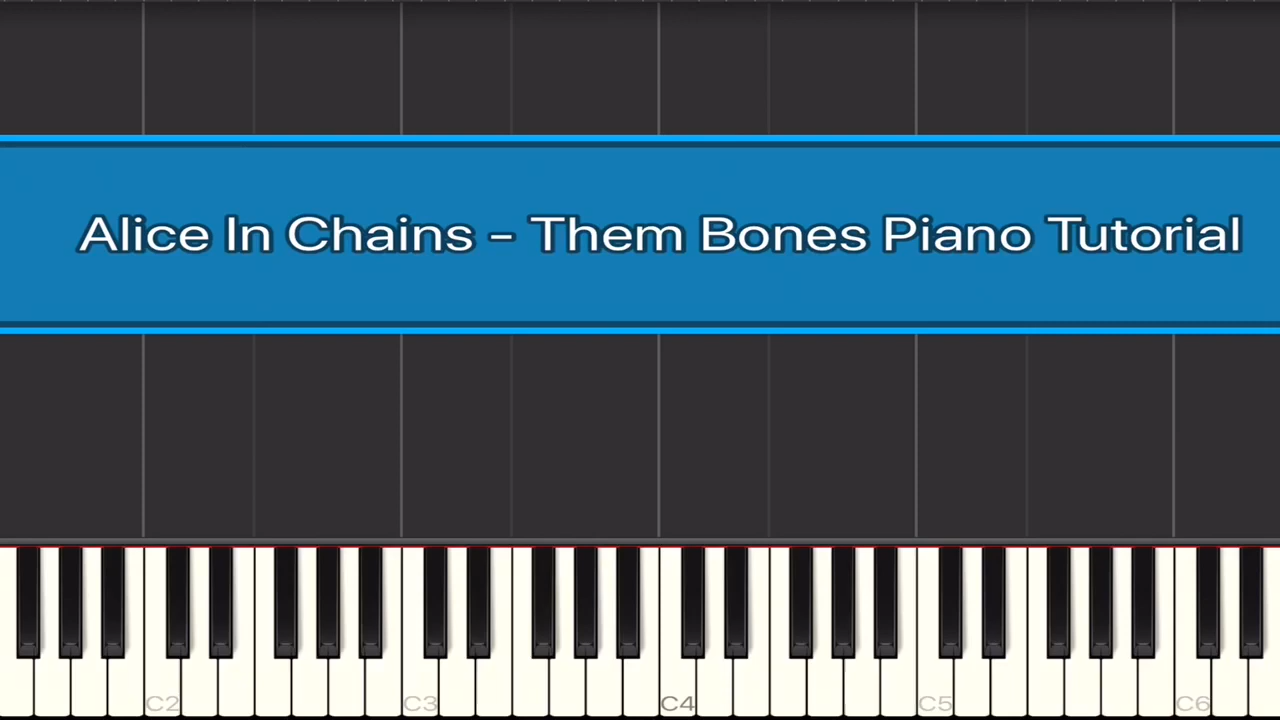 Alice In Chains – Them Bones Piano Tutorial
C2 C3 C4 C5 C6